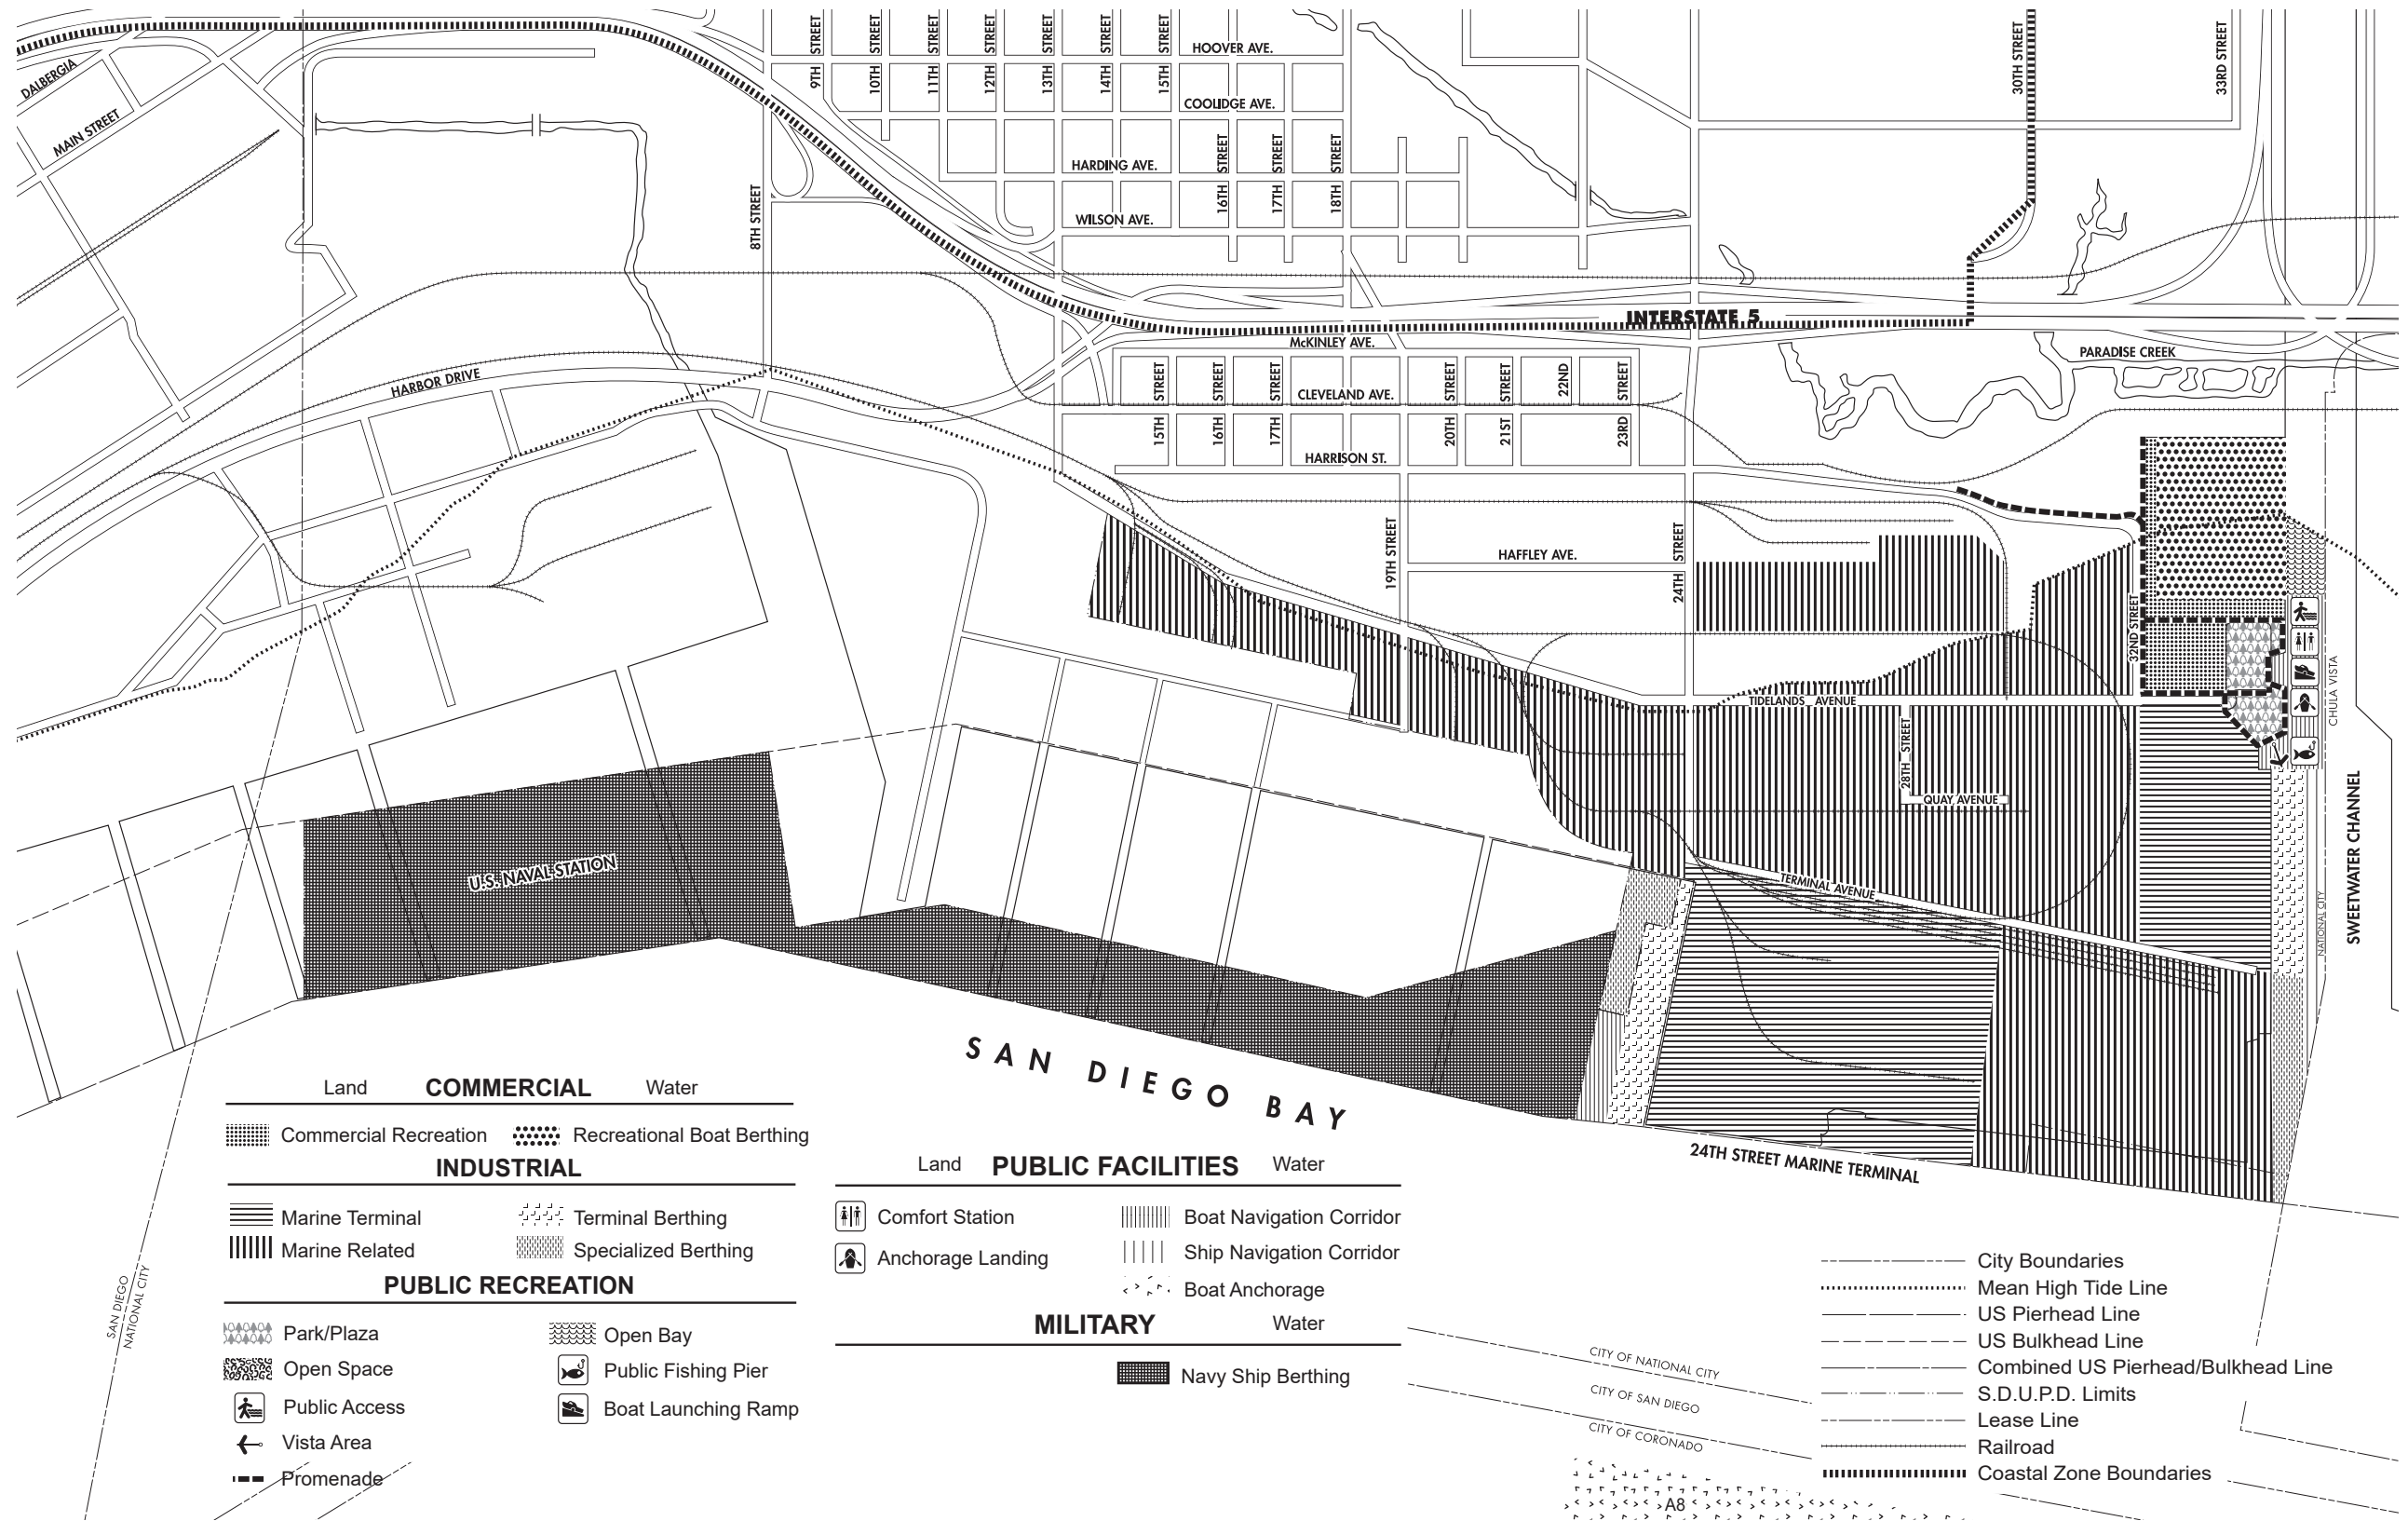 DALBERGIA
MAIN STREET
8TH STREET
9TH STREET
10TH STREET
11TH STREET
12TH STREET
13TH STREET
14TH STREET
15TH STREET
HOOVER AVE.
COOLIDGE AVE.
HARDING AVE.
WILSON AVE.
16TH STREET
17TH STREET
18TH STREET
30TH STREET
33RD STREET
INTERSTATE 5
McKINLEY AVE.
PARADISE CREEK
HARBOR DRIVE
CLEVELAND AVE.
15TH STREET
16TH STREET
17TH STREET
20TH STREET
21ST STREET
22ND
23RD STREET
HARRISON ST.
19TH STREET
HAFFLEY AVE.
24TH STREET
32ND STREET
TIDELANDS AVENUE
28TH STREET
QUAY AVENUE
TERMINAL AVENUE
CHULA VISTA
NATIONAL CITY
SWEETWATER CHANNEL
U.S. NAVAL STATION
SAN DIEGO BAY
24TH STREET MARINE TERMINAL
SAN DIEGO
NATIONAL CITY
Land COMMERCIAL Water
Commercial Recreation Recreational Boat Berthing
INDUSTRIAL
Marine Terminal Terminal Berthing
Marine Related Specialized Berthing
PUBLIC RECREATION
Park/Plaza Open Bay
Open Space Public Fishing Pier
Public Access Boat Launching Ramp
Vista Area
Promenade
Land PUBLIC FACILITIES Water
Comfort Station Boat Navigation Corridor
Anchorage Landing Ship Navigation Corridor
Boat Anchorage
MILITARY Water
Navy Ship Berthing
CITY OF NATIONAL CITY
CITY OF SAN DIEGO
CITY OF CORONADO
A8
City Boundaries
Mean High Tide Line
US Pierhead Line
US Bulkhead Line
Combined US Pierhead/Bulkhead Line
S.D.U.P.D. Limits
Lease Line
Railroad
Coastal Zone Boundaries